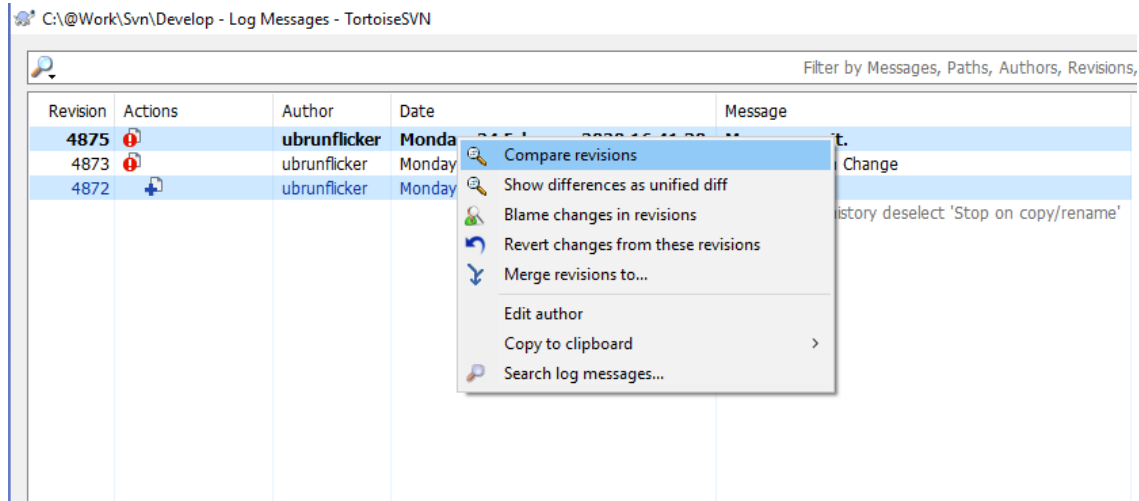 C:\@Work\Svn\Develop - Log Messages - TortoiseSVN
Filter by Messages, Paths, Authors, Revisions,
Revision Actions Author Date Message
4875 ubrunflicker Monda t.
4873 ubrunflicker Monday Change
4872 ubrunflicker Monday
istory deselect 'Stop on copy/rename'
Compare revisions
Show differences as unified diff
Blame changes in revisions
Revert changes from these revisions
Merge revisions to...
Edit author
Copy to clipboard
Search log messages...